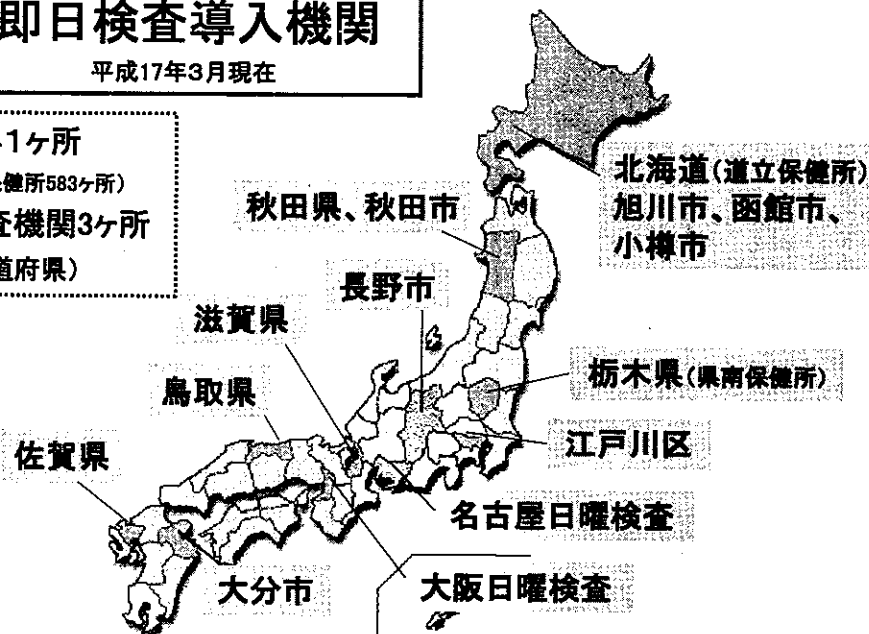 即日検査導入機関
平成17年3月現在
1ヶ所
健所583ヶ所)
査機関3ヶ所
道府県)
北海道(道立保健所)
旭川市、函館市、
小樽市
秋田県、秋田市
長野市
滋賀県
鳥取県
栃木県(県南保健所)
佐賀県
江戸川区
名古屋日曜検査
大分市
大阪日曜検査